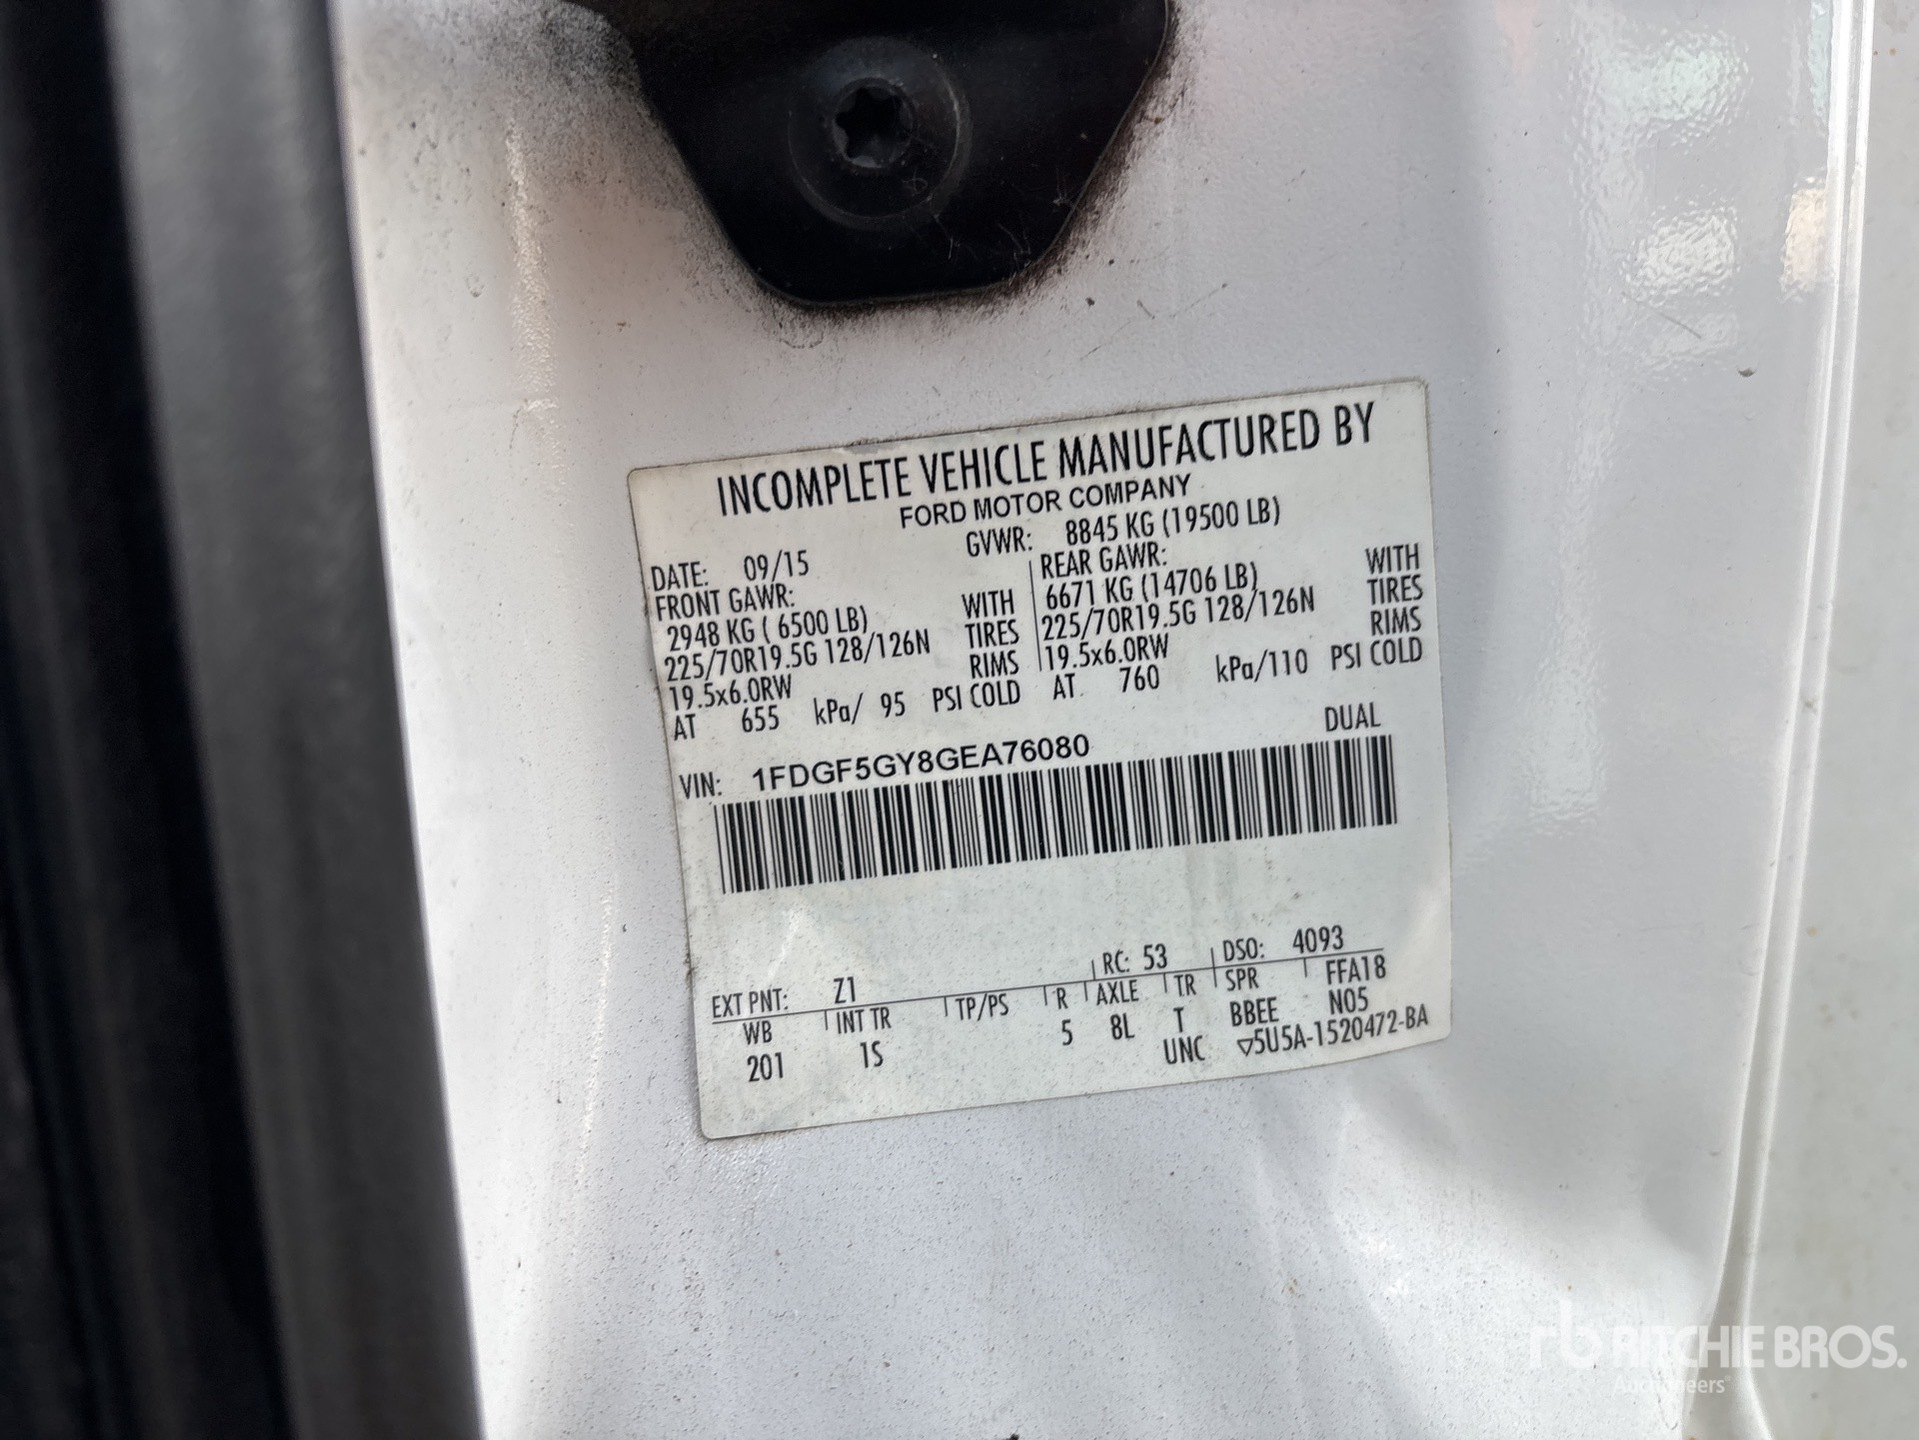 INCOMPLETE VEHICLE MANUFACTURED BY
FORD MOTOR COMPANY
DATE: 09/15 GVWR: 8845 KG (19500 LB)
FRONT GAWR: REAR GAWR:
2948 KG ( 6500 LB) WITH 6671 KG (14706 LB) WITH
225/70R19.5G 128/126N TIRES 225/70R19.5G 128/126N TIRES
19.5x6.0RW RIMS 19.5x6.0RW RIMS
AT 655 kPa/ 95 PSI COLD AT 760 kPa/110 PSI COLD
DUAL
VIN: 1FDGF5GY8GEA76080
EXT PNT: Z1 RC: 53 DSO: 4093
WB INT TR TP/PS R AXLE TR SPR FFA18
201 1S 5 8L T BBEE N05
UNC ▽5U5A-1520472-BA
rb RITCHIE BROS.
Auctioneers